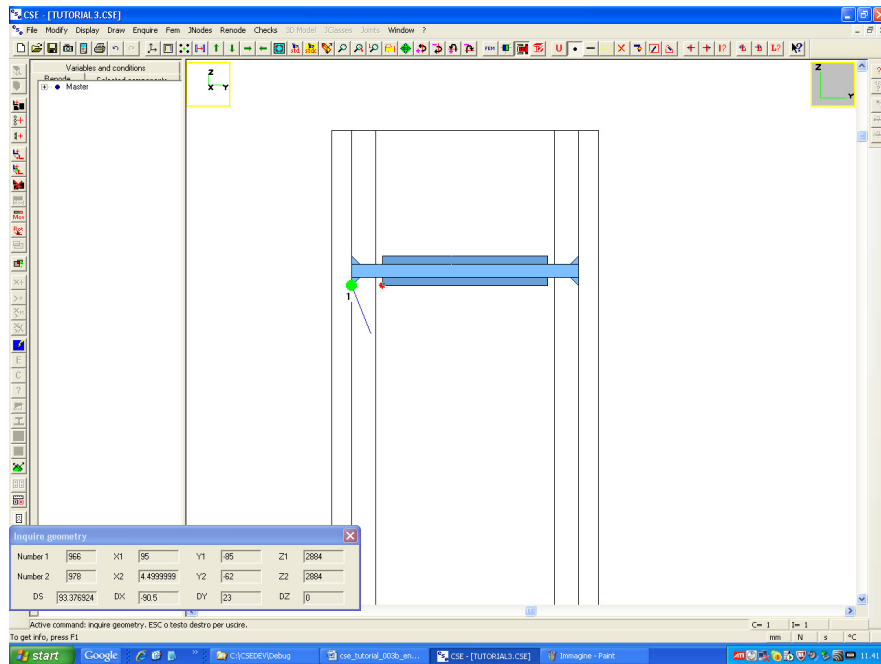 CSE - [TUTORIAL3.CSE]
File Modify Display Draw Enquire Fem JNodes Renode Checks 3D Model 3Classes Joints Window ?
Variables and conditions
Renode Selected components
Master
Z
X Y
Z
Y
1
Inquire geometry
Number 1 966 X1 95 Y1 -85 Z1 2884
Number 2 978 X2 4.4999999 Y2 -62 Z2 2884
DS 93.376924 DX -90.5 DY 23 DZ 0
Active command: inquire geometry. ESC o testo destro per uscire. C= 1 I= 1
To get info, press F1 mm N s °C
start Google C:\CSEDEV\Debug cse_tutorial_003b_en... CSE - [TUTORIAL3.CSE] Immagine - Paint 11.41